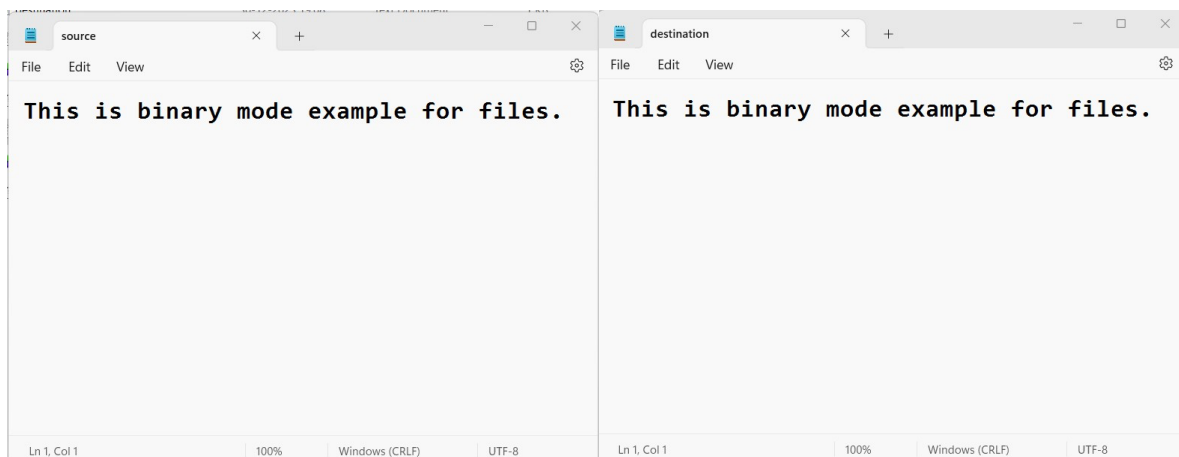 source
File Edit View
This is binary mode example for files.
Ln 1, Col 1 100% Windows (CRLF) UTF-8
destination
File Edit View
This is binary mode example for files.
Ln 1, Col 1 100% Windows (CRLF) UTF-8